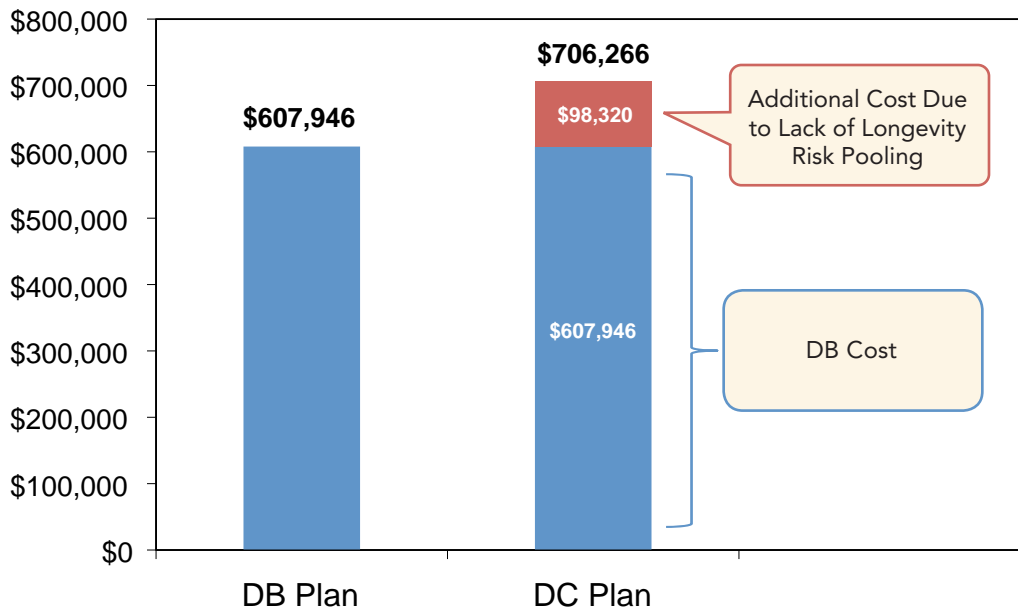 $800,000
$700,000
$600,000
$500,000
$400,000
$300,000
$200,000
$100,000
$0
$607,946
$706,266
$98,320
$607,946
Additional Cost Due
to Lack of Longevity
Risk Pooling
DB Cost
DB Plan
DC Plan